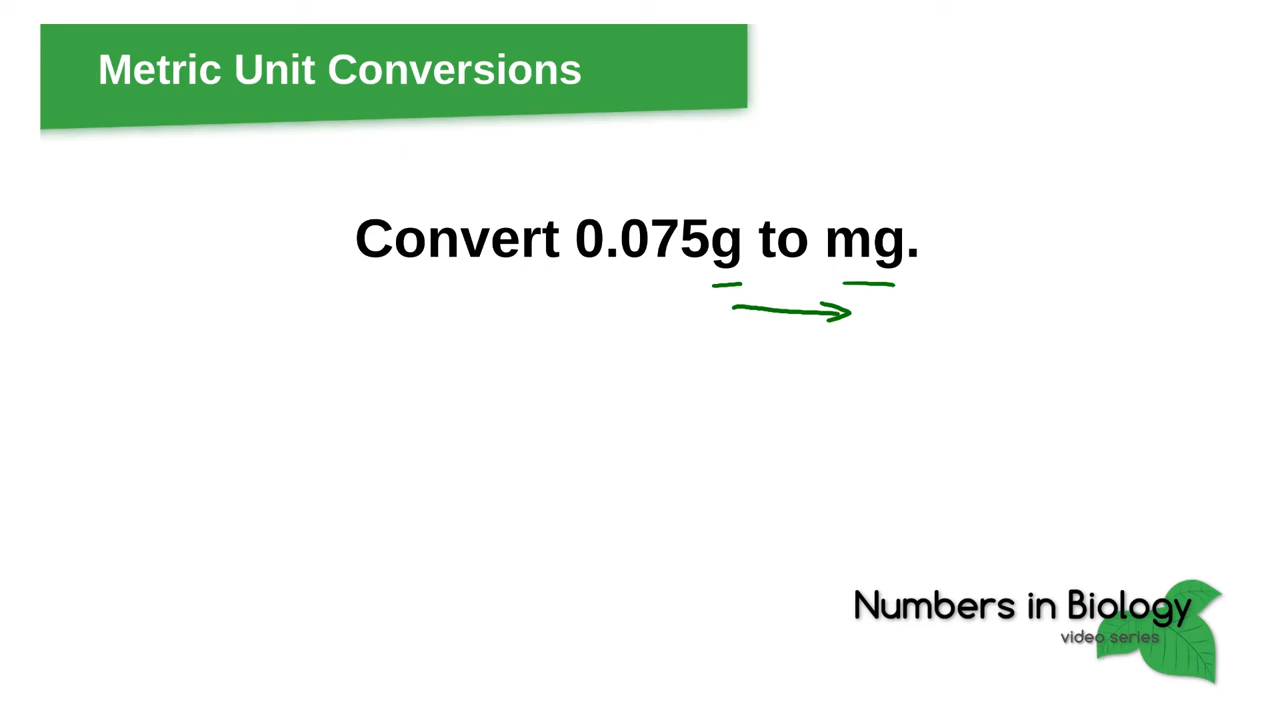 Metric Unit Conversions
Convert 0.075g to mg.
Numbers in Biology
video series